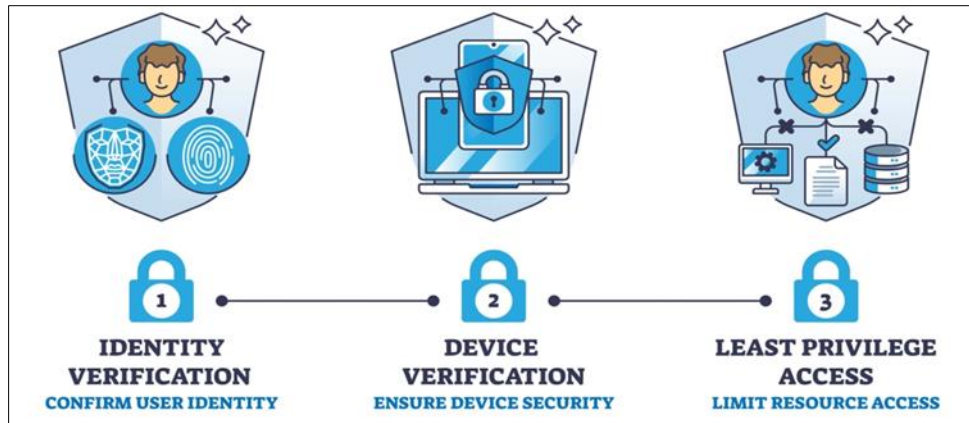 1
2
3
IDENTITY
VERIFICATION
CONFIRM USER IDENTITY
DEVICE
VERIFICATION
ENSURE DEVICE SECURITY
LEAST PRIVILEGE
ACCESS
LIMIT RESOURCE ACCESS